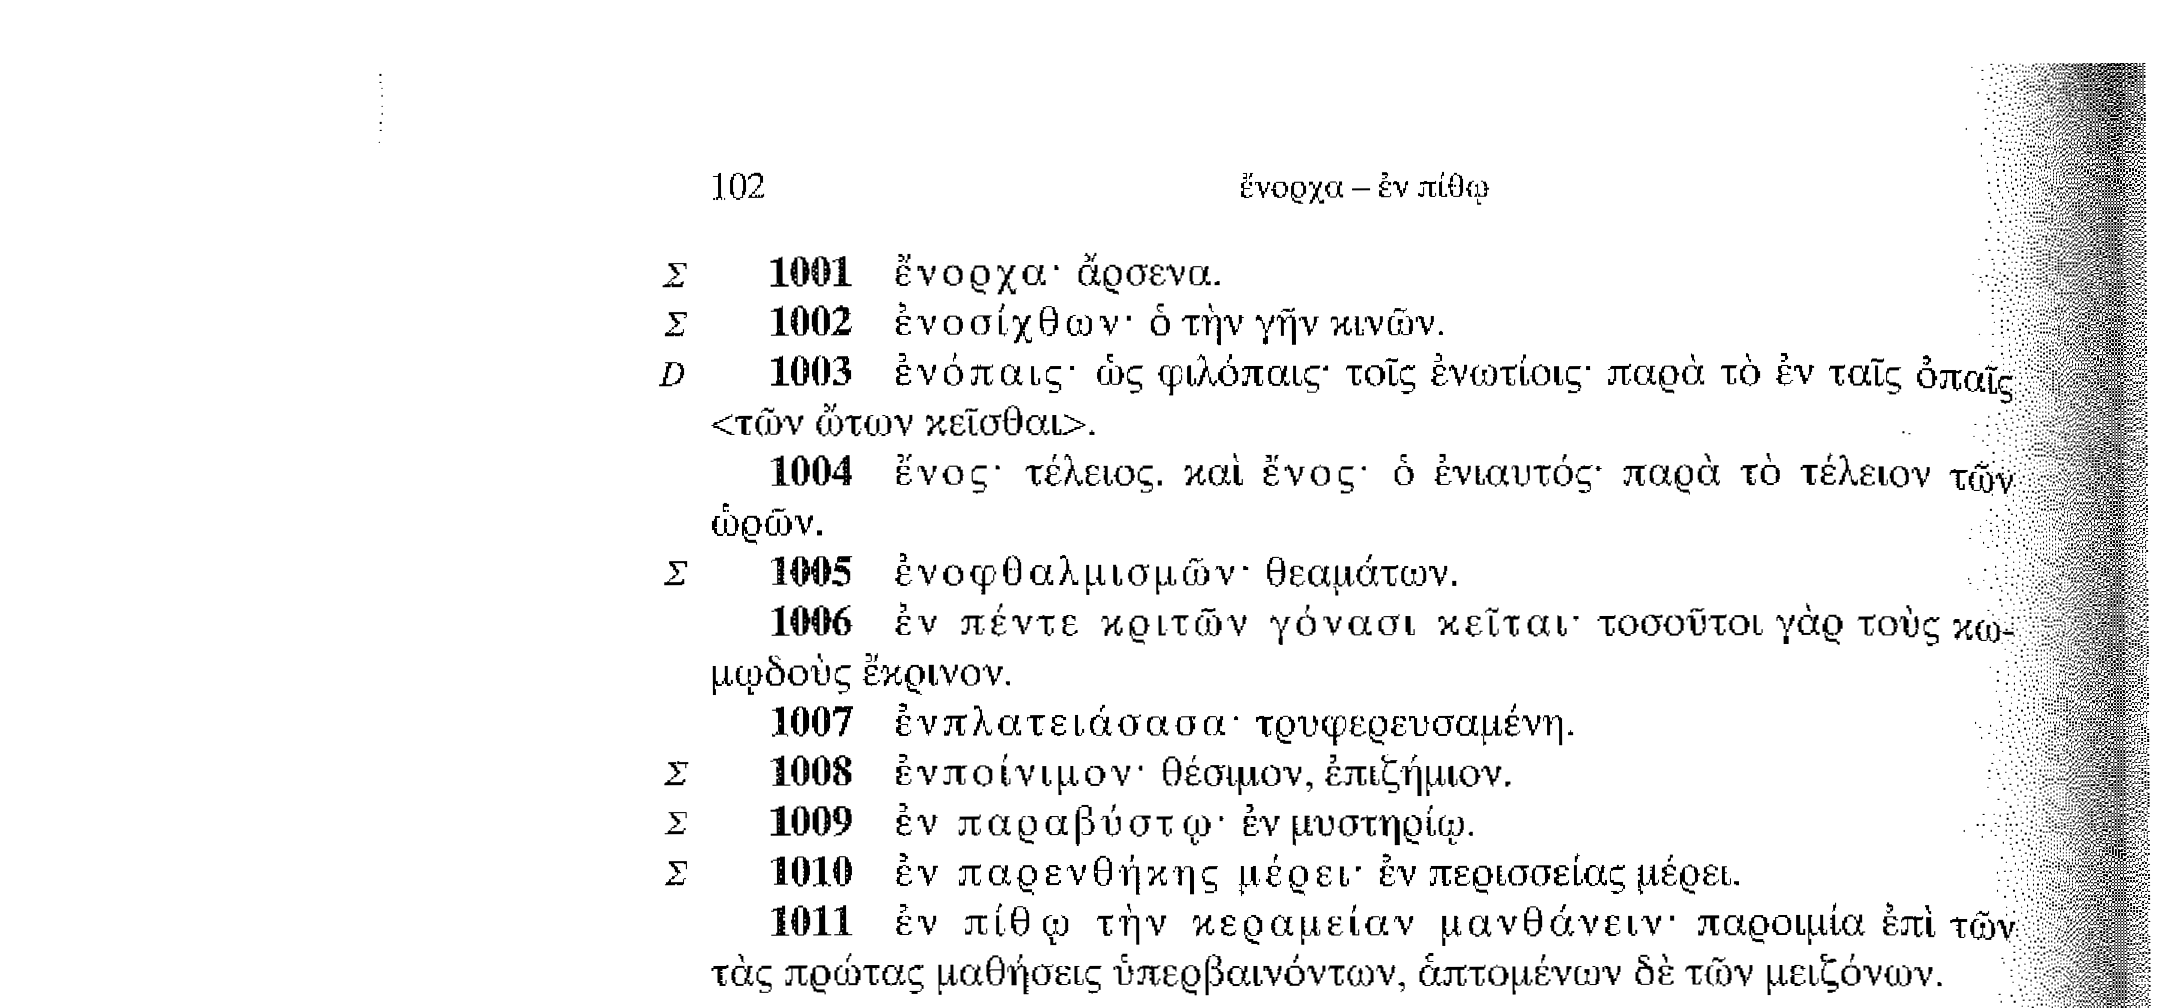 102 ἔνορχα – ἐν πίθῳ
Σ 1001 ἔνορχα· ἄρσενα.
Σ 1002 ἐνοσίχθων· ὁ τὴν γῆν κινῶν.
D 1003 ἐνόπαις· ὡς φιλόπαις· τοῖς ἐνωτίοις· παρὰ τὸ ἐν ταῖς ὀπαῖς
<τῶν ὤτων κεῖσθαι>.
1004 ἔνος· τέλειος. καὶ ἔνος· ὁ ἐνιαυτός· παρὰ τὸ τέλειον τῶν
ὡρῶν.
Σ 1005 ἐνοφθαλμισμῶν· θεαμάτων.
1006 ἐν πέντε κριτῶν γόνασι κεῖται· τοσοῦτοι γὰρ τοὺς κω-
μῳδοὺς ἔκρινον.
1007 ἐνπλατειάσασα· τρυφερευσαμένη.
Σ 1008 ἐνποίνιμον· θέσιμον, ἐπιζήμιον.
Σ 1009 ἐν παραβύστῳ· ἐν μυστηρίῳ.
Σ 1010 ἐν παρενθήκης μέρει· ἐν περισσείας μέρει.
1011 ἐν πίθῳ τὴν κεραμείαν μανθάνειν· παροιμία ἐπὶ τῶν
τὰς πρώτας μαθήσεις ὑπερβαινόντων, ἁπτομένων δὲ τῶν μειζόνων.